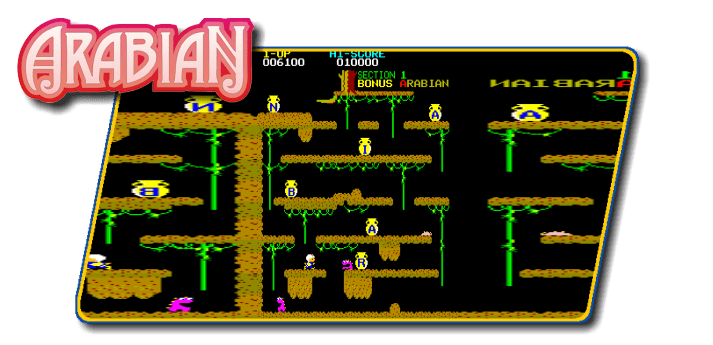 ARABIAN
1-UP HI-SCORE
006100 010000
SECTION 1
BONUS ARABIAN
N
A
I
B
A
R